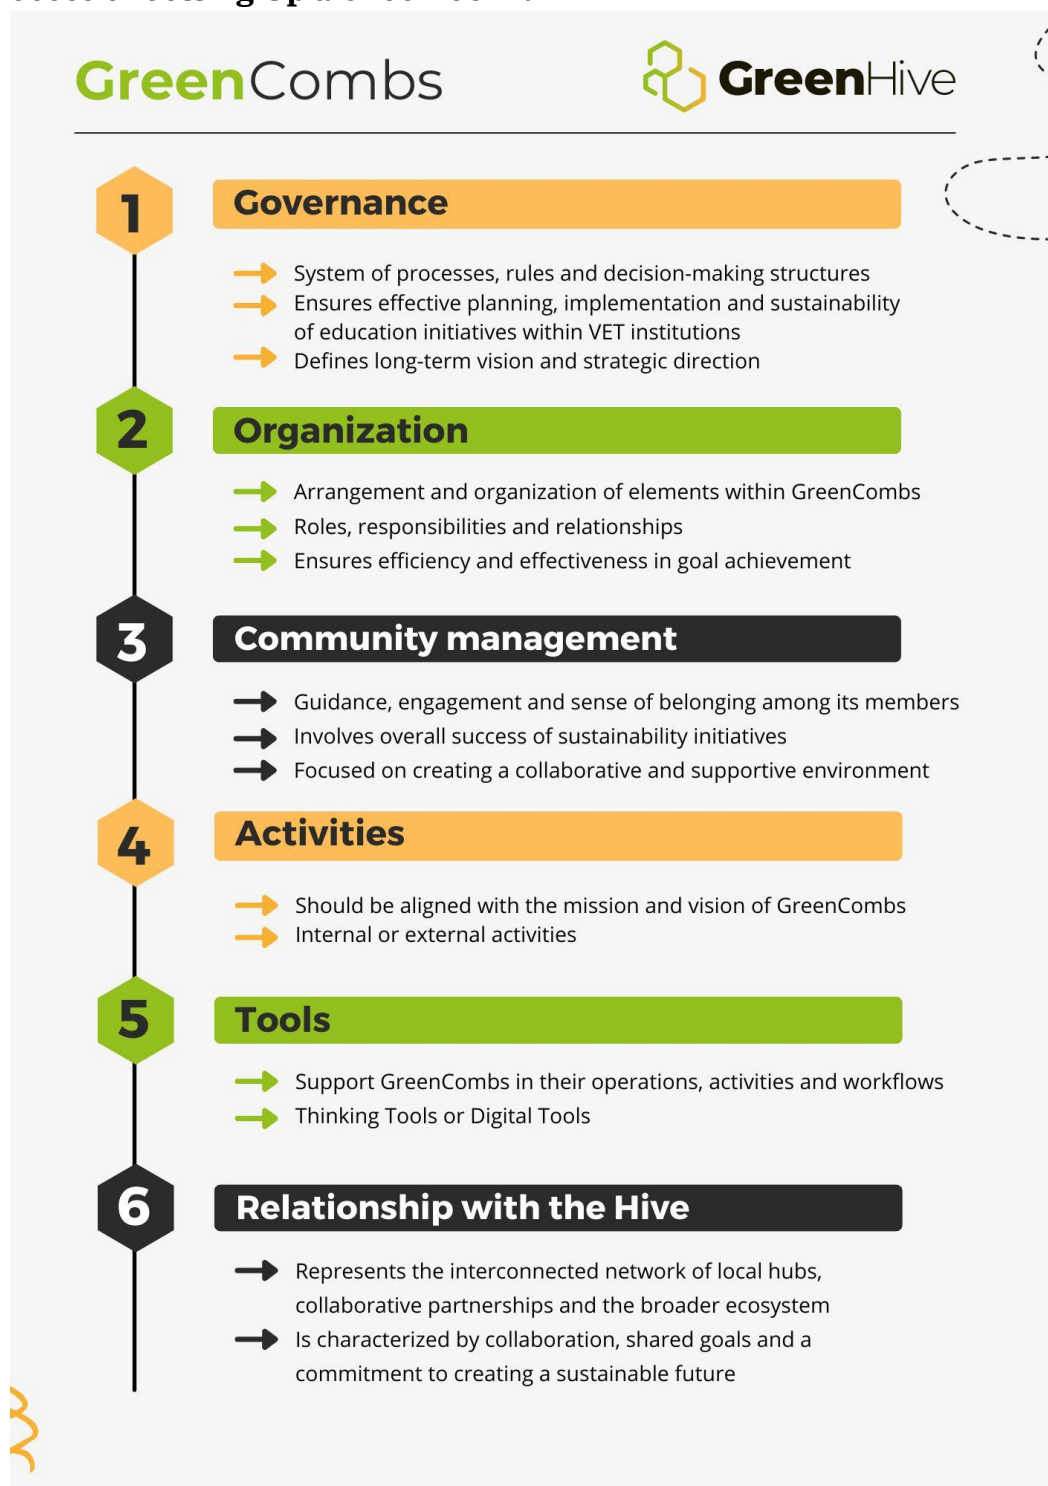 GreenCombs
GreenHive
1
Governance
System of processes, rules and decision-making structures
Ensures effective planning, implementation and sustainability
of education initiatives within VET institutions
Defines long-term vision and strategic direction
2
Organization
Arrangement and organization of elements within GreenCombs
Roles, responsibilities and relationships
Ensures efficiency and effectiveness in goal achievement
3
Community management
Guidance, engagement and sense of belonging among its members
Involves overall success of sustainability initiatives
Focused on creating a collaborative and supportive environment
4
Activities
Should be aligned with the mission and vision of GreenCombs
Internal or external activities
5
Tools
Support GreenCombs in their operations, activities and workflows
Thinking Tools or Digital Tools
6
Relationship with the Hive
Represents the interconnected network of local hubs,
collaborative partnerships and the broader ecosystem
Is characterized by collaboration, shared goals and a
commitment to creating a sustainable future